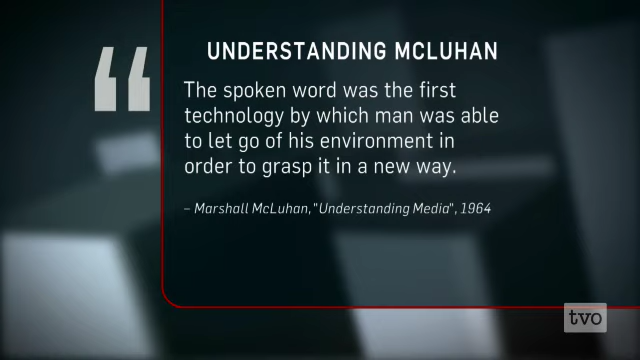 UNDERSTANDING MCLUHAN
The spoken word was the first
technology by which man was able
to let go of his environment in
order to grasp it in a new way.
– Marshall McLuhan, "Understanding Media", 1964
tvo